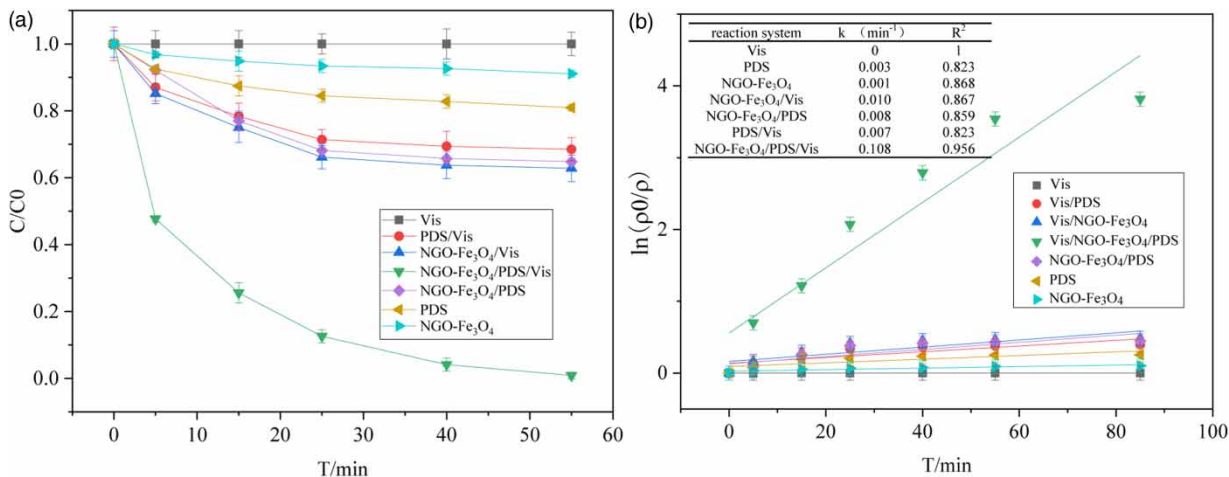 (a)
1.0
0.8
0.6
0.4
0.2
0.0
C/C0
Vis
PDS/Vis
NGO-Fe₃O₄/Vis
NGO-Fe₃O₄/PDS/Vis
NGO-Fe₃O₄/PDS
PDS
NGO-Fe₃O₄
0 10 20 30 40 50 60
T/min
(b)
reaction system k (min⁻¹) R²
Vis 0 1
PDS 0.003 0.823
NGO-Fe₃O₄ 0.001 0.868
NGO-Fe₃O₄/Vis 0.010 0.867
NGO-Fe₃O₄/PDS 0.008 0.859
PDS/Vis 0.007 0.823
NGO-Fe₃O₄/PDS/Vis 0.108 0.956
4
2
0
ln(ρ0/ρ)
Vis
Vis/PDS
Vis/NGO-Fe₃O₄
Vis/NGO-Fe₃O₄/PDS
NGO-Fe₃O₄/PDS
PDS
NGO-Fe₃O₄
0 20 40 60 80 100
T/min